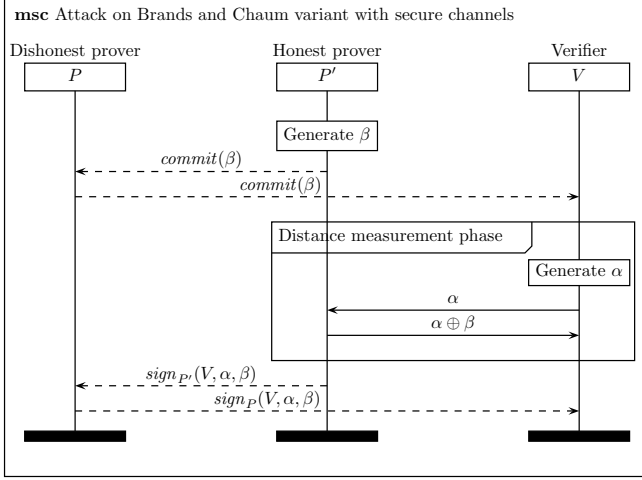 msc Attack on Brands and Chaum variant with secure channels
Dishonest prover Honest prover Verifier
P P′ V
Generate β
commit(β)
commit(β)
Distance measurement phase
Generate α
α
α ⊕ β
sign_{P′}(V, α, β)
sign_P(V, α, β)